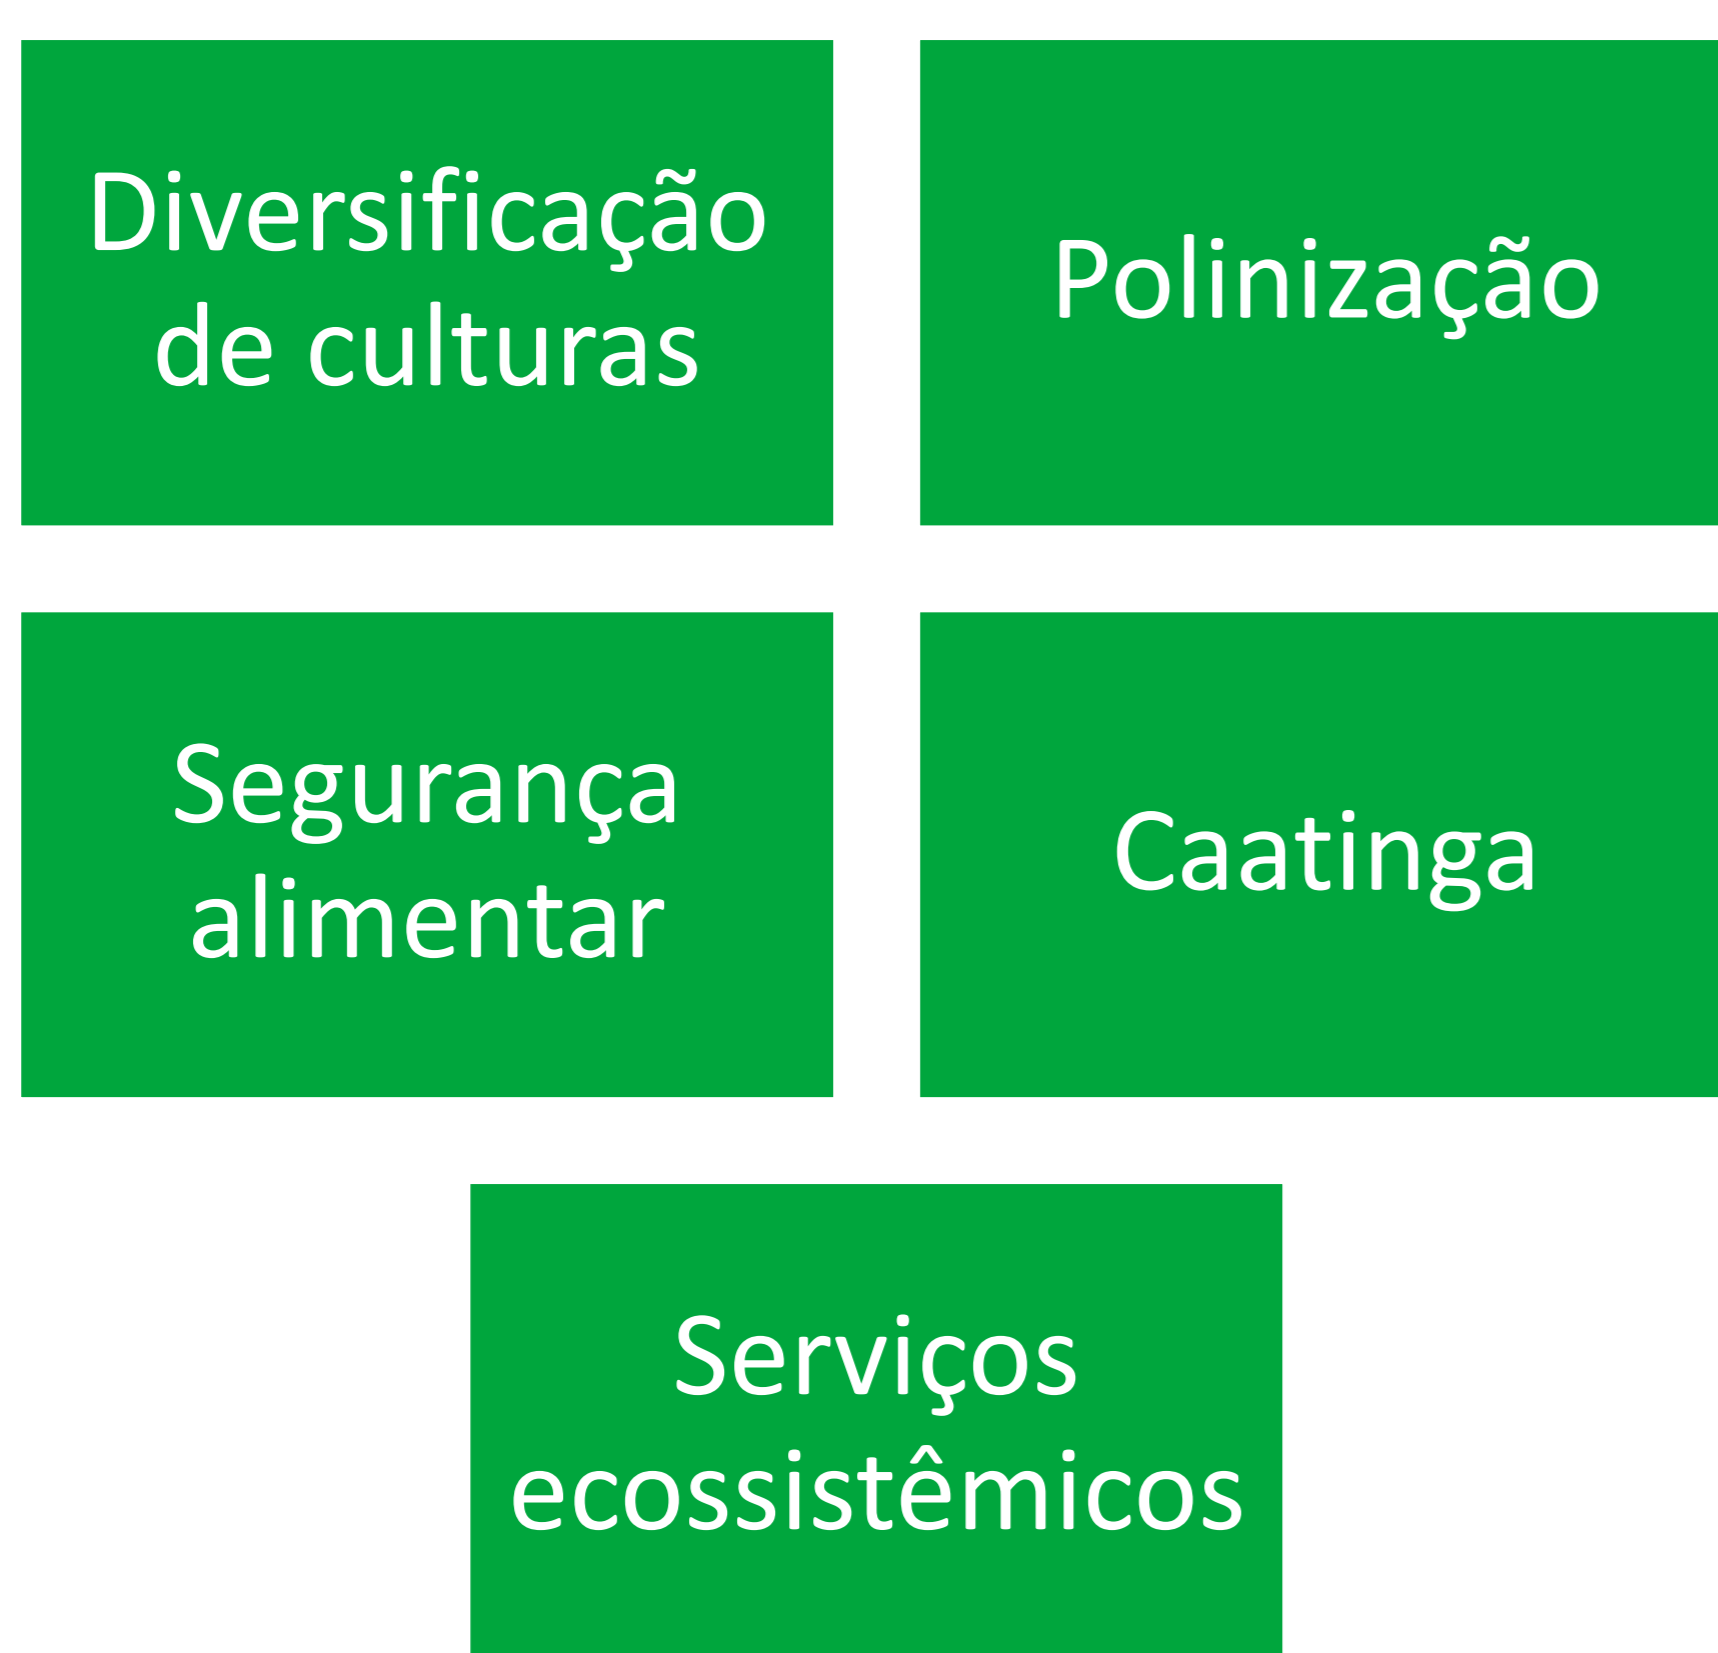 Diversificação
de culturas
Polinização
Segurança
alimentar
Caatinga
Serviços
ecossistêmicos